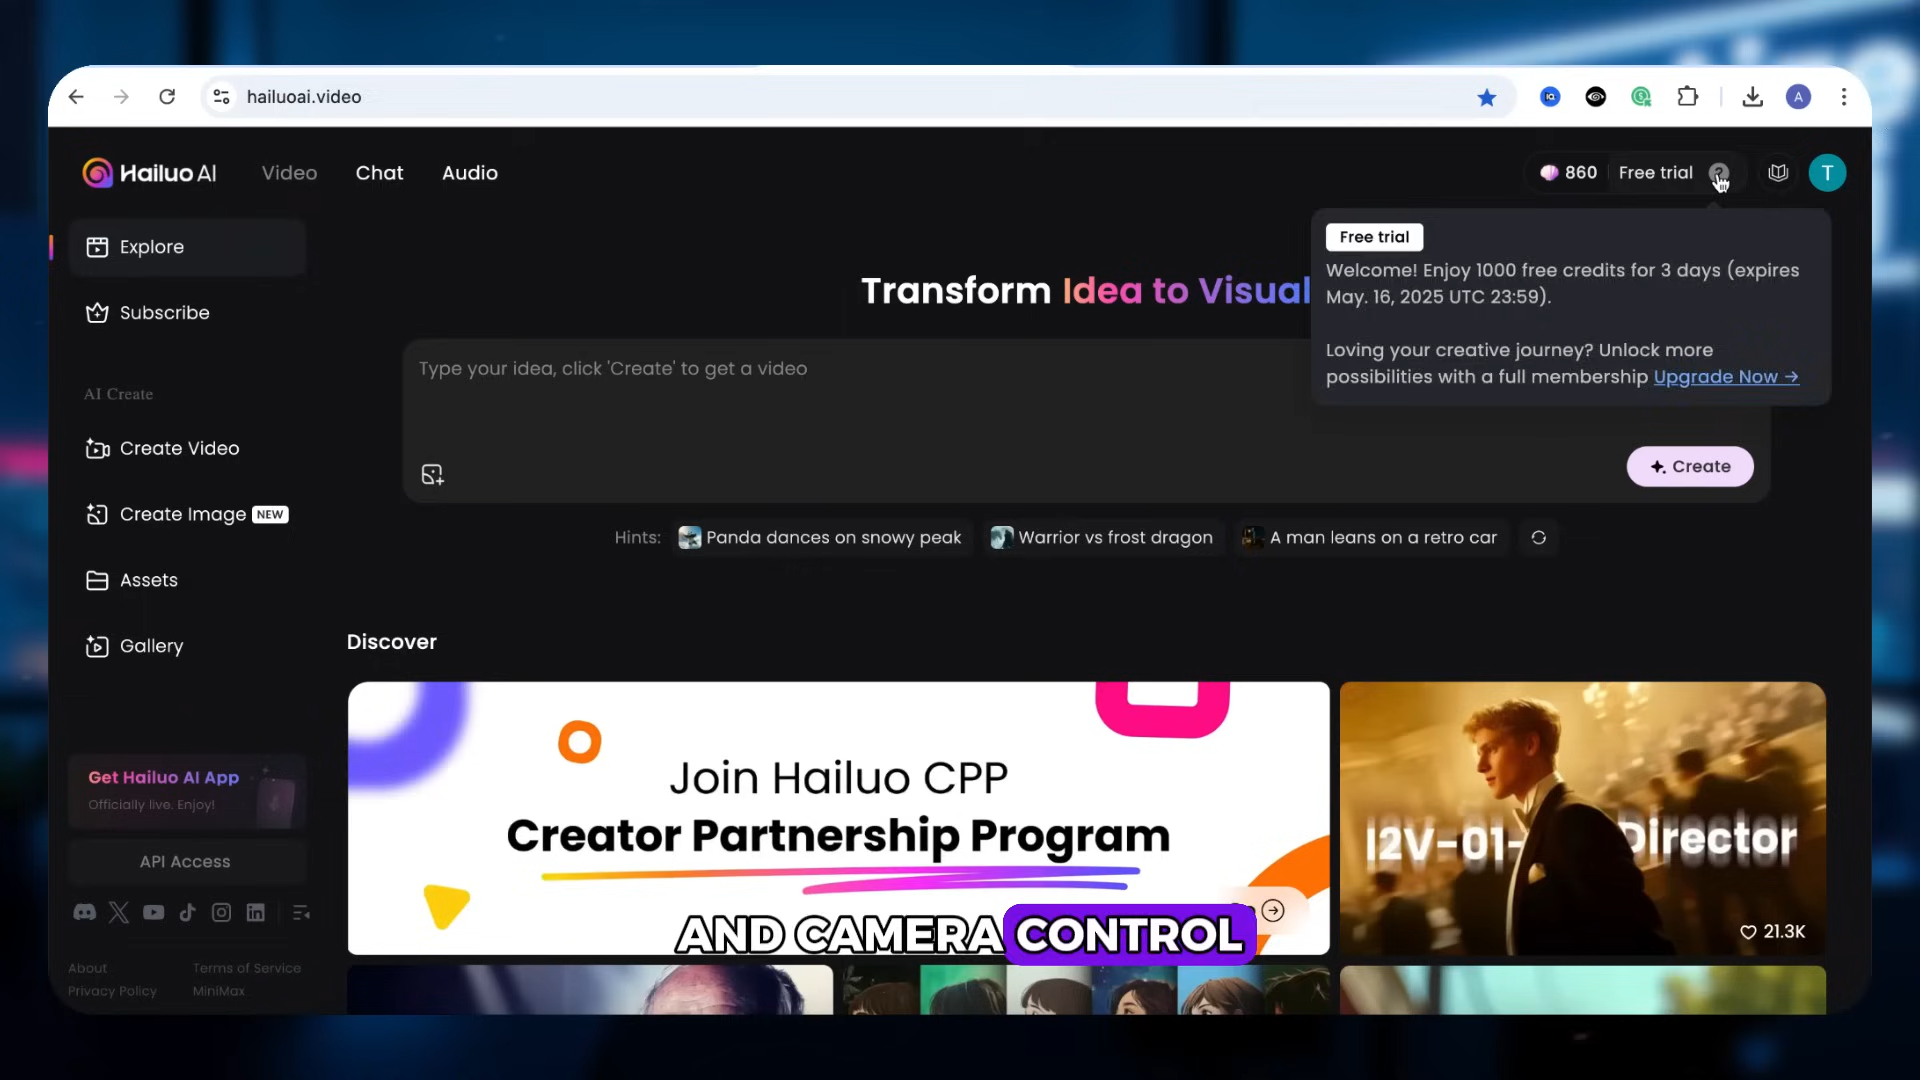 hailuoai.video
A
Hailuo AI
Video
Chat
Audio
860
Free trial
?
T
Explore
Subscribe
AI Create
Create Video
Create Image NEW
Assets
Gallery
Get Hailuo AI App
Officially live. Enjoy!
API Access
About
Terms of Service
Privacy Policy
MiniMax
Free trial
Welcome! Enjoy 1000 free credits for 3 days (expires
May. 16, 2025 UTC 23:59).
Loving your creative journey? Unlock more
possibilities with a full membership Upgrade Now →
Transform Idea to Visual
Type your idea, click 'Create' to get a video
Create
Hints:
Panda dances on snowy peak
Warrior vs frost dragon
A man leans on a retro car
Discover
Join Hailuo CPP
Creator Partnership Program
I2V-01-
Director
21.3K
AND CAMERA CONTROL